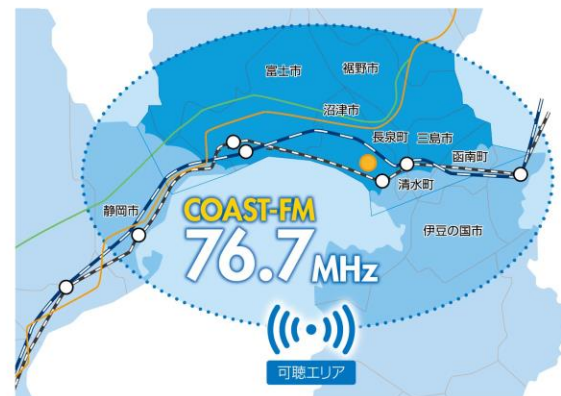 富士市
裾野市
沼津市
長泉町
三島市
函南町
清水町
静岡市
伊豆の国市
COAST-FM
76.7MHz
可聴エリア